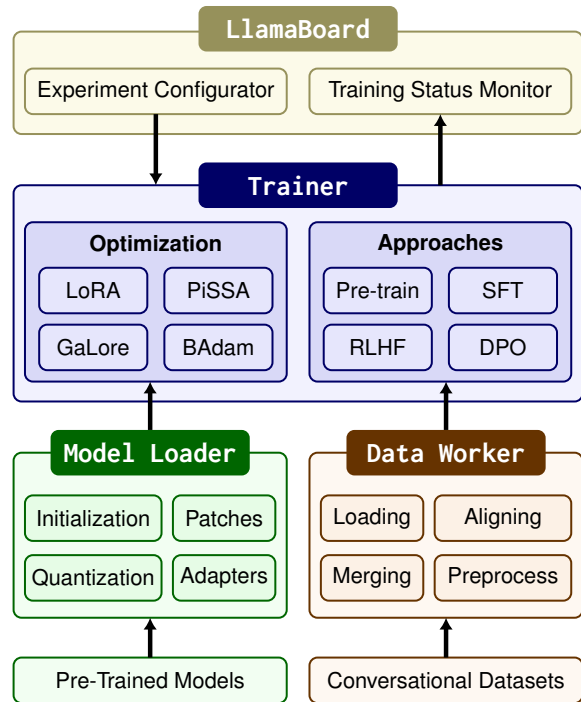 LlamaBoard
Experiment Configurator
Training Status Monitor
Trainer
Optimization
LoRA
PiSSA
GaLore
BAdam
Approaches
Pre-train
SFT
RLHF
DPO
Model Loader
Initialization
Patches
Quantization
Adapters
Data Worker
Loading
Aligning
Merging
Preprocess
Pre-Trained Models
Conversational Datasets